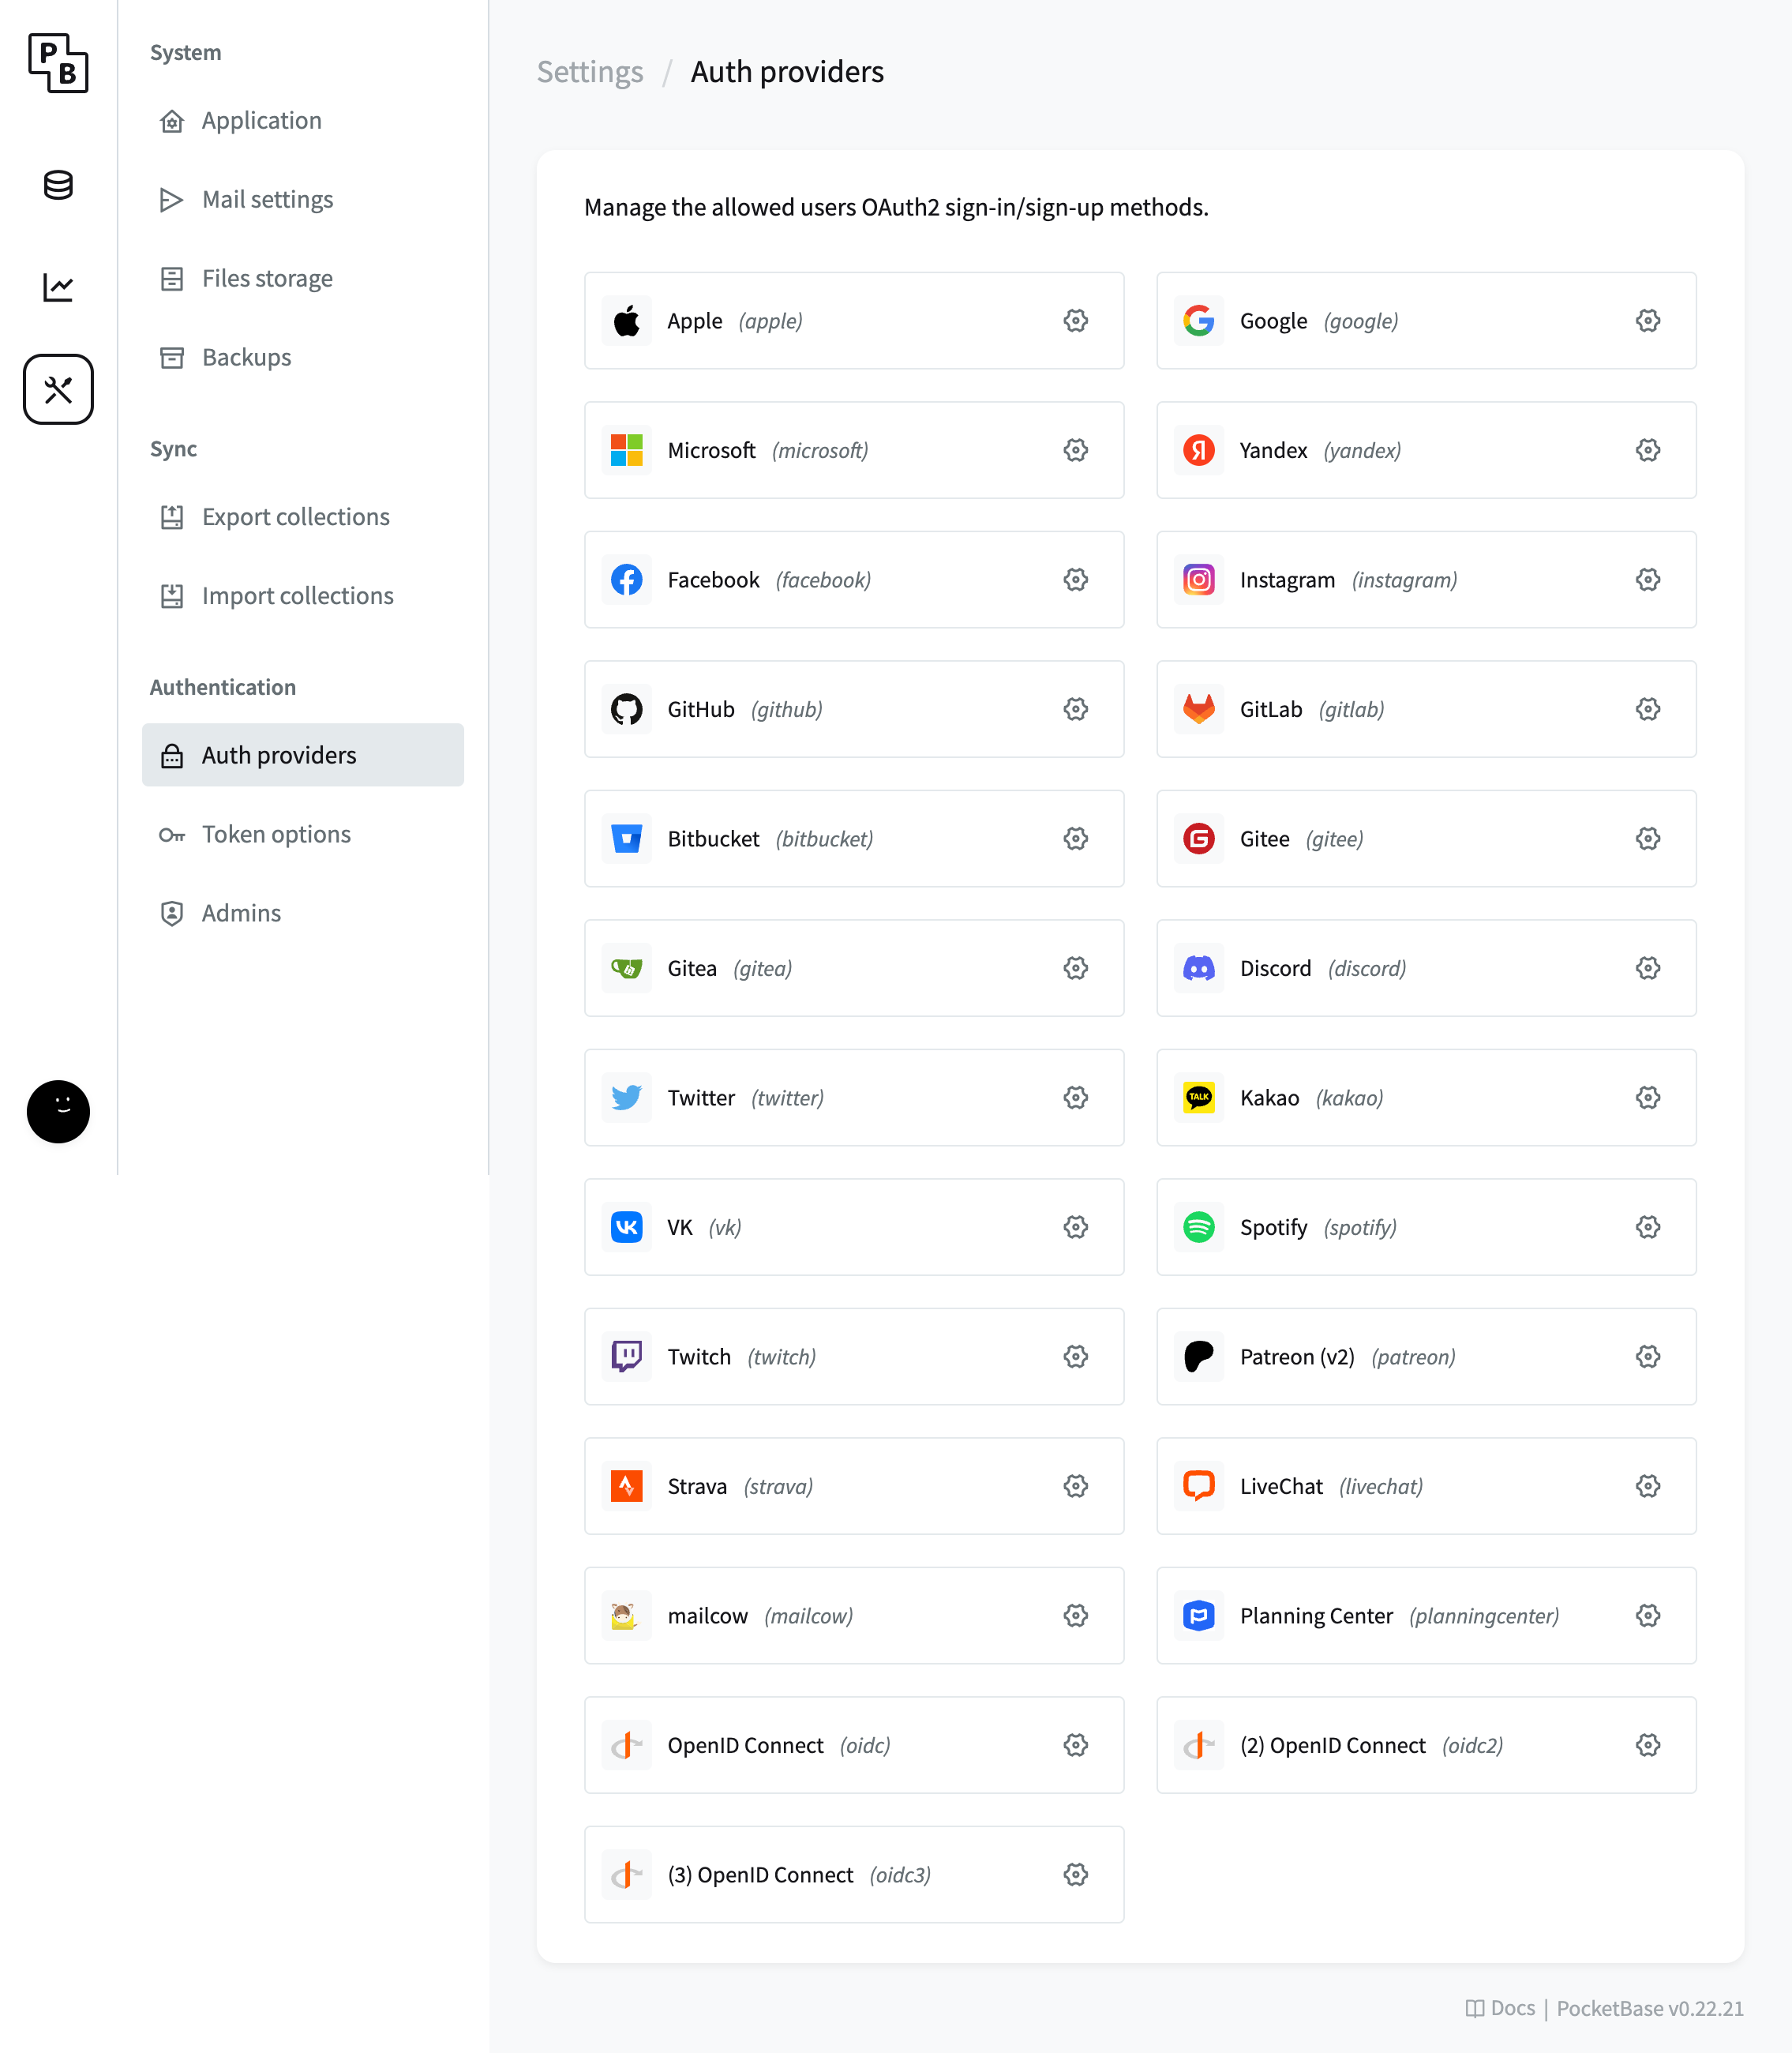 P
B
System
Application
Mail settings
Files storage
Backups
Sync
Export collections
Import collections
Authentication
Auth providers
Token options
Admins
Settings / Auth providers
Manage the allowed users OAuth2 sign-in/sign-up methods.
Apple (apple)
Google (google)
Microsoft (microsoft)
Yandex (yandex)
Facebook (facebook)
Instagram (instagram)
GitHub (github)
GitLab (gitlab)
Bitbucket (bitbucket)
Gitee (gitee)
Gitea (gitea)
Discord (discord)
Twitter (twitter)
TALK
Kakao (kakao)
VK (vk)
Spotify (spotify)
Twitch (twitch)
Patreon (v2) (patreon)
Strava (strava)
LiveChat (livechat)
mailcow (mailcow)
Planning Center (planningcenter)
OpenID Connect (oidc)
(2) OpenID Connect (oidc2)
(3) OpenID Connect (oidc3)
Docs | PocketBase v0.22.21